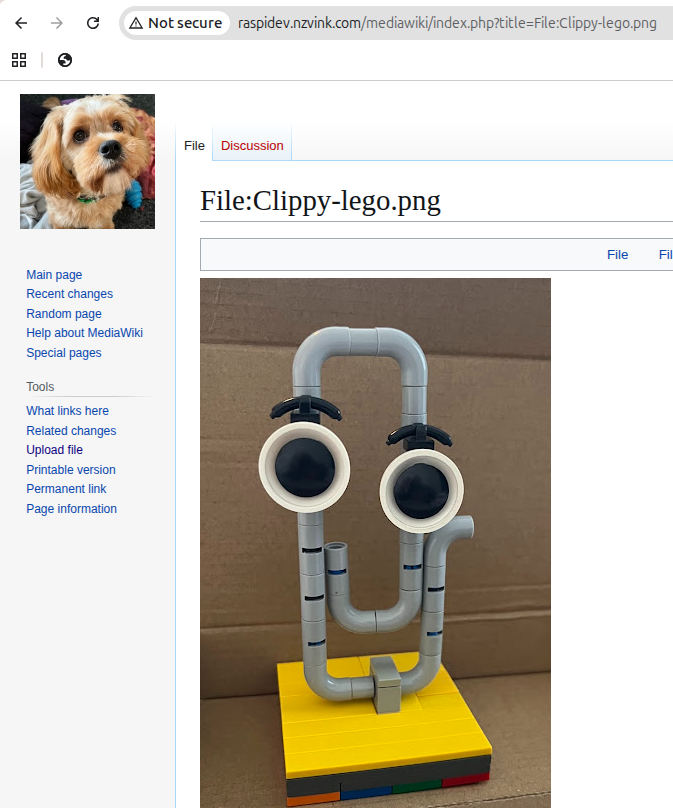 Not secure raspidev.nzvink.com/mediawiki/index.php?title=File:Clippy-lego.png
File Discussion
File:Clippy-lego.png
File Fil
Main page
Recent changes
Random page
Help about MediaWiki
Special pages
Tools
What links here
Related changes
Upload file
Printable version
Permanent link
Page information